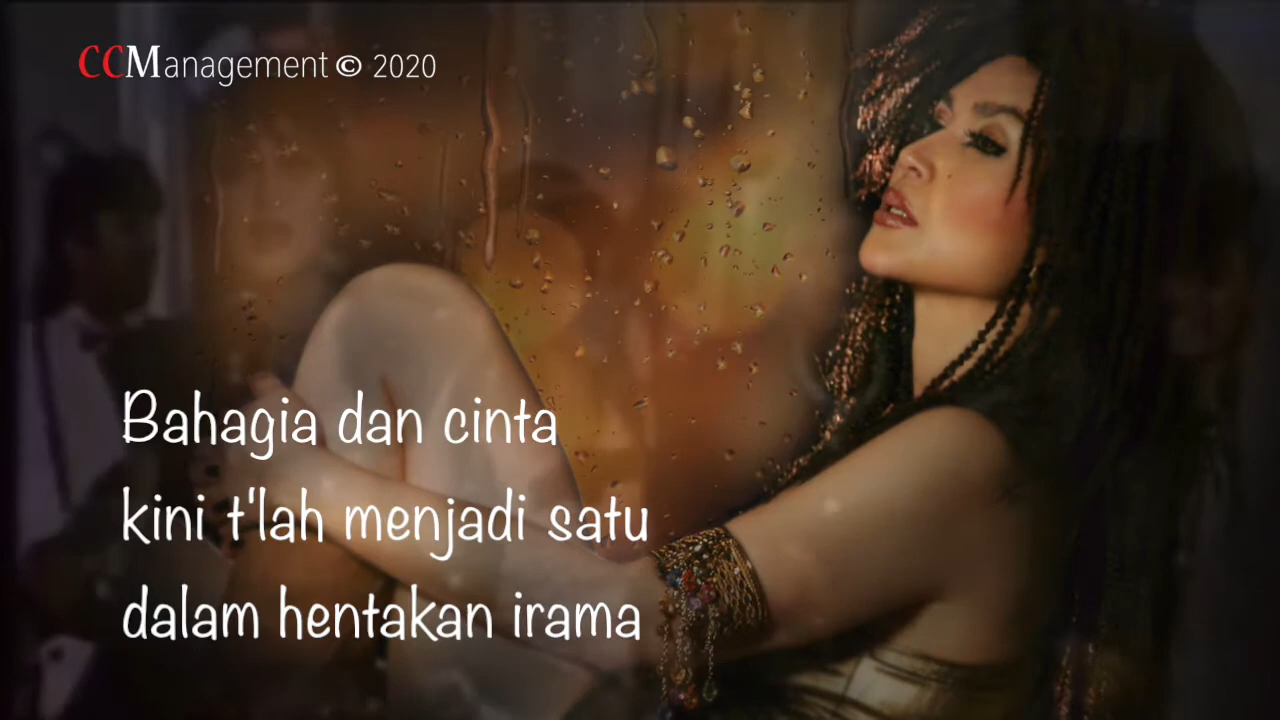 CCManagement © 2020
Bahagia dan cinta
kini t'lah menjadi satu
dalam hentakan irama